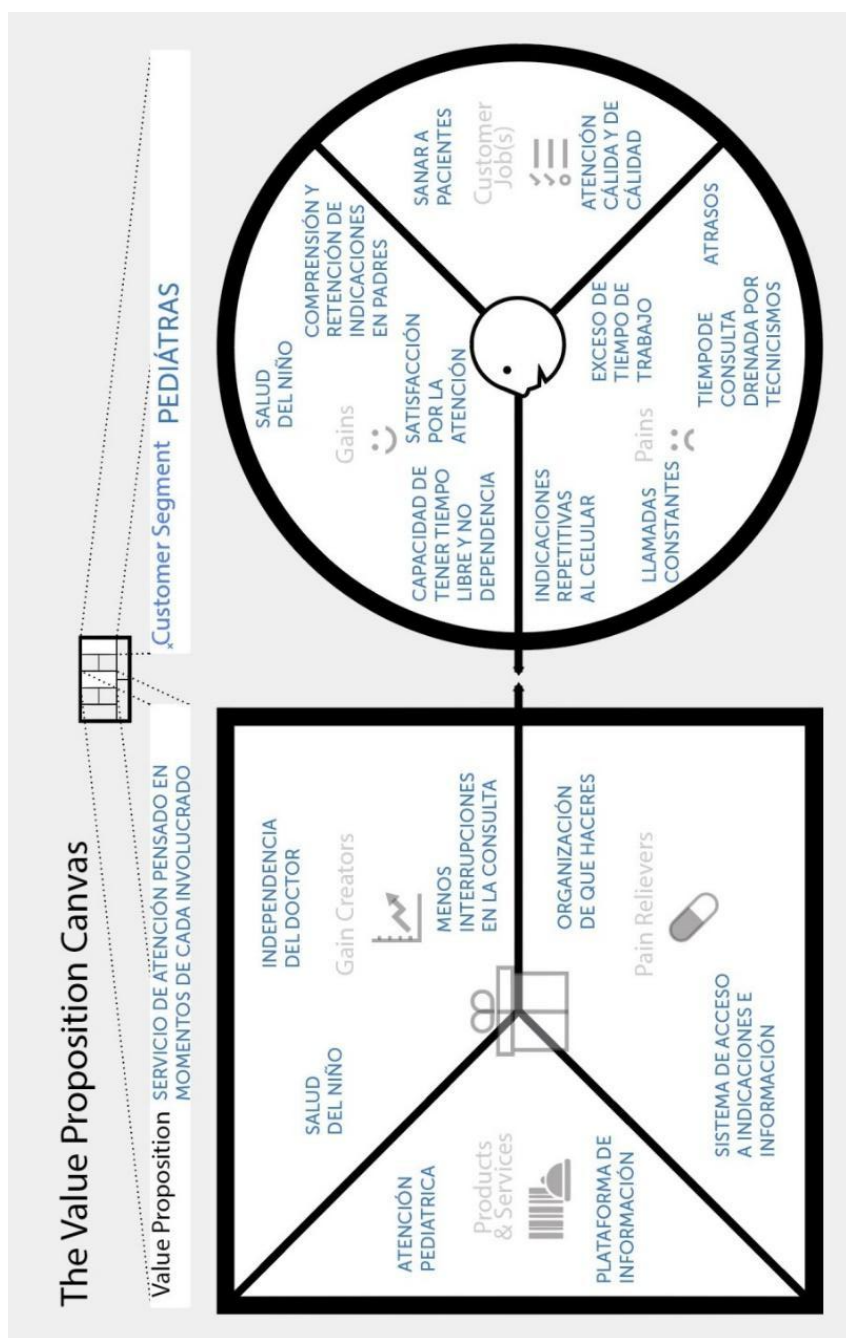 The Value Proposition Canvas
Value Proposition
SERVICIO DE ATENCIÓN PENSADO EN
MOMENTOS DE CADA INVOLUCRADO
Customer Segment
PEDIÁTRAS
SALUD
DEL NIÑO
INDEPENDENCIA
DEL DOCTOR
Gain Creators
MENOS
INTERRUPCIONES
EN LA CONSULTA
ATENCIÓN
PEDIATRICA
Products
& Services
PLATAFORMA DE
INFORMACIÓN
ORGANIZACIÓN
DE QUE HACERES
Pain Relievers
SISTEMA DE ACCESO
A INDICACIONES E
INFORMACIÓN
SALUD
DEL NIÑO
COMPRENSIÓN Y
RETENCIÓN DE
INDICACIONES
EN PADRES
Gains
SATISFACCIÓN
POR LA
ATENCIÓN
CAPACIDAD DE
TENER TIEMPO
LIBRE Y NO
DEPENDENCIA
SANAR A
PACIENTES
Customer
Job(s)
ATENCIÓN
CÁLIDA Y DE
CÁLIDAD
INDICACIONES
REPETITIVAS
AL CELULAR
EXCESO DE
TIEMPO DE
TRABAJO
Pains
LLAMADAS
CONSTANTES
TIEMPODE
CONSULTA
DRENADA POR
TECNICISMOS
ATRASOS